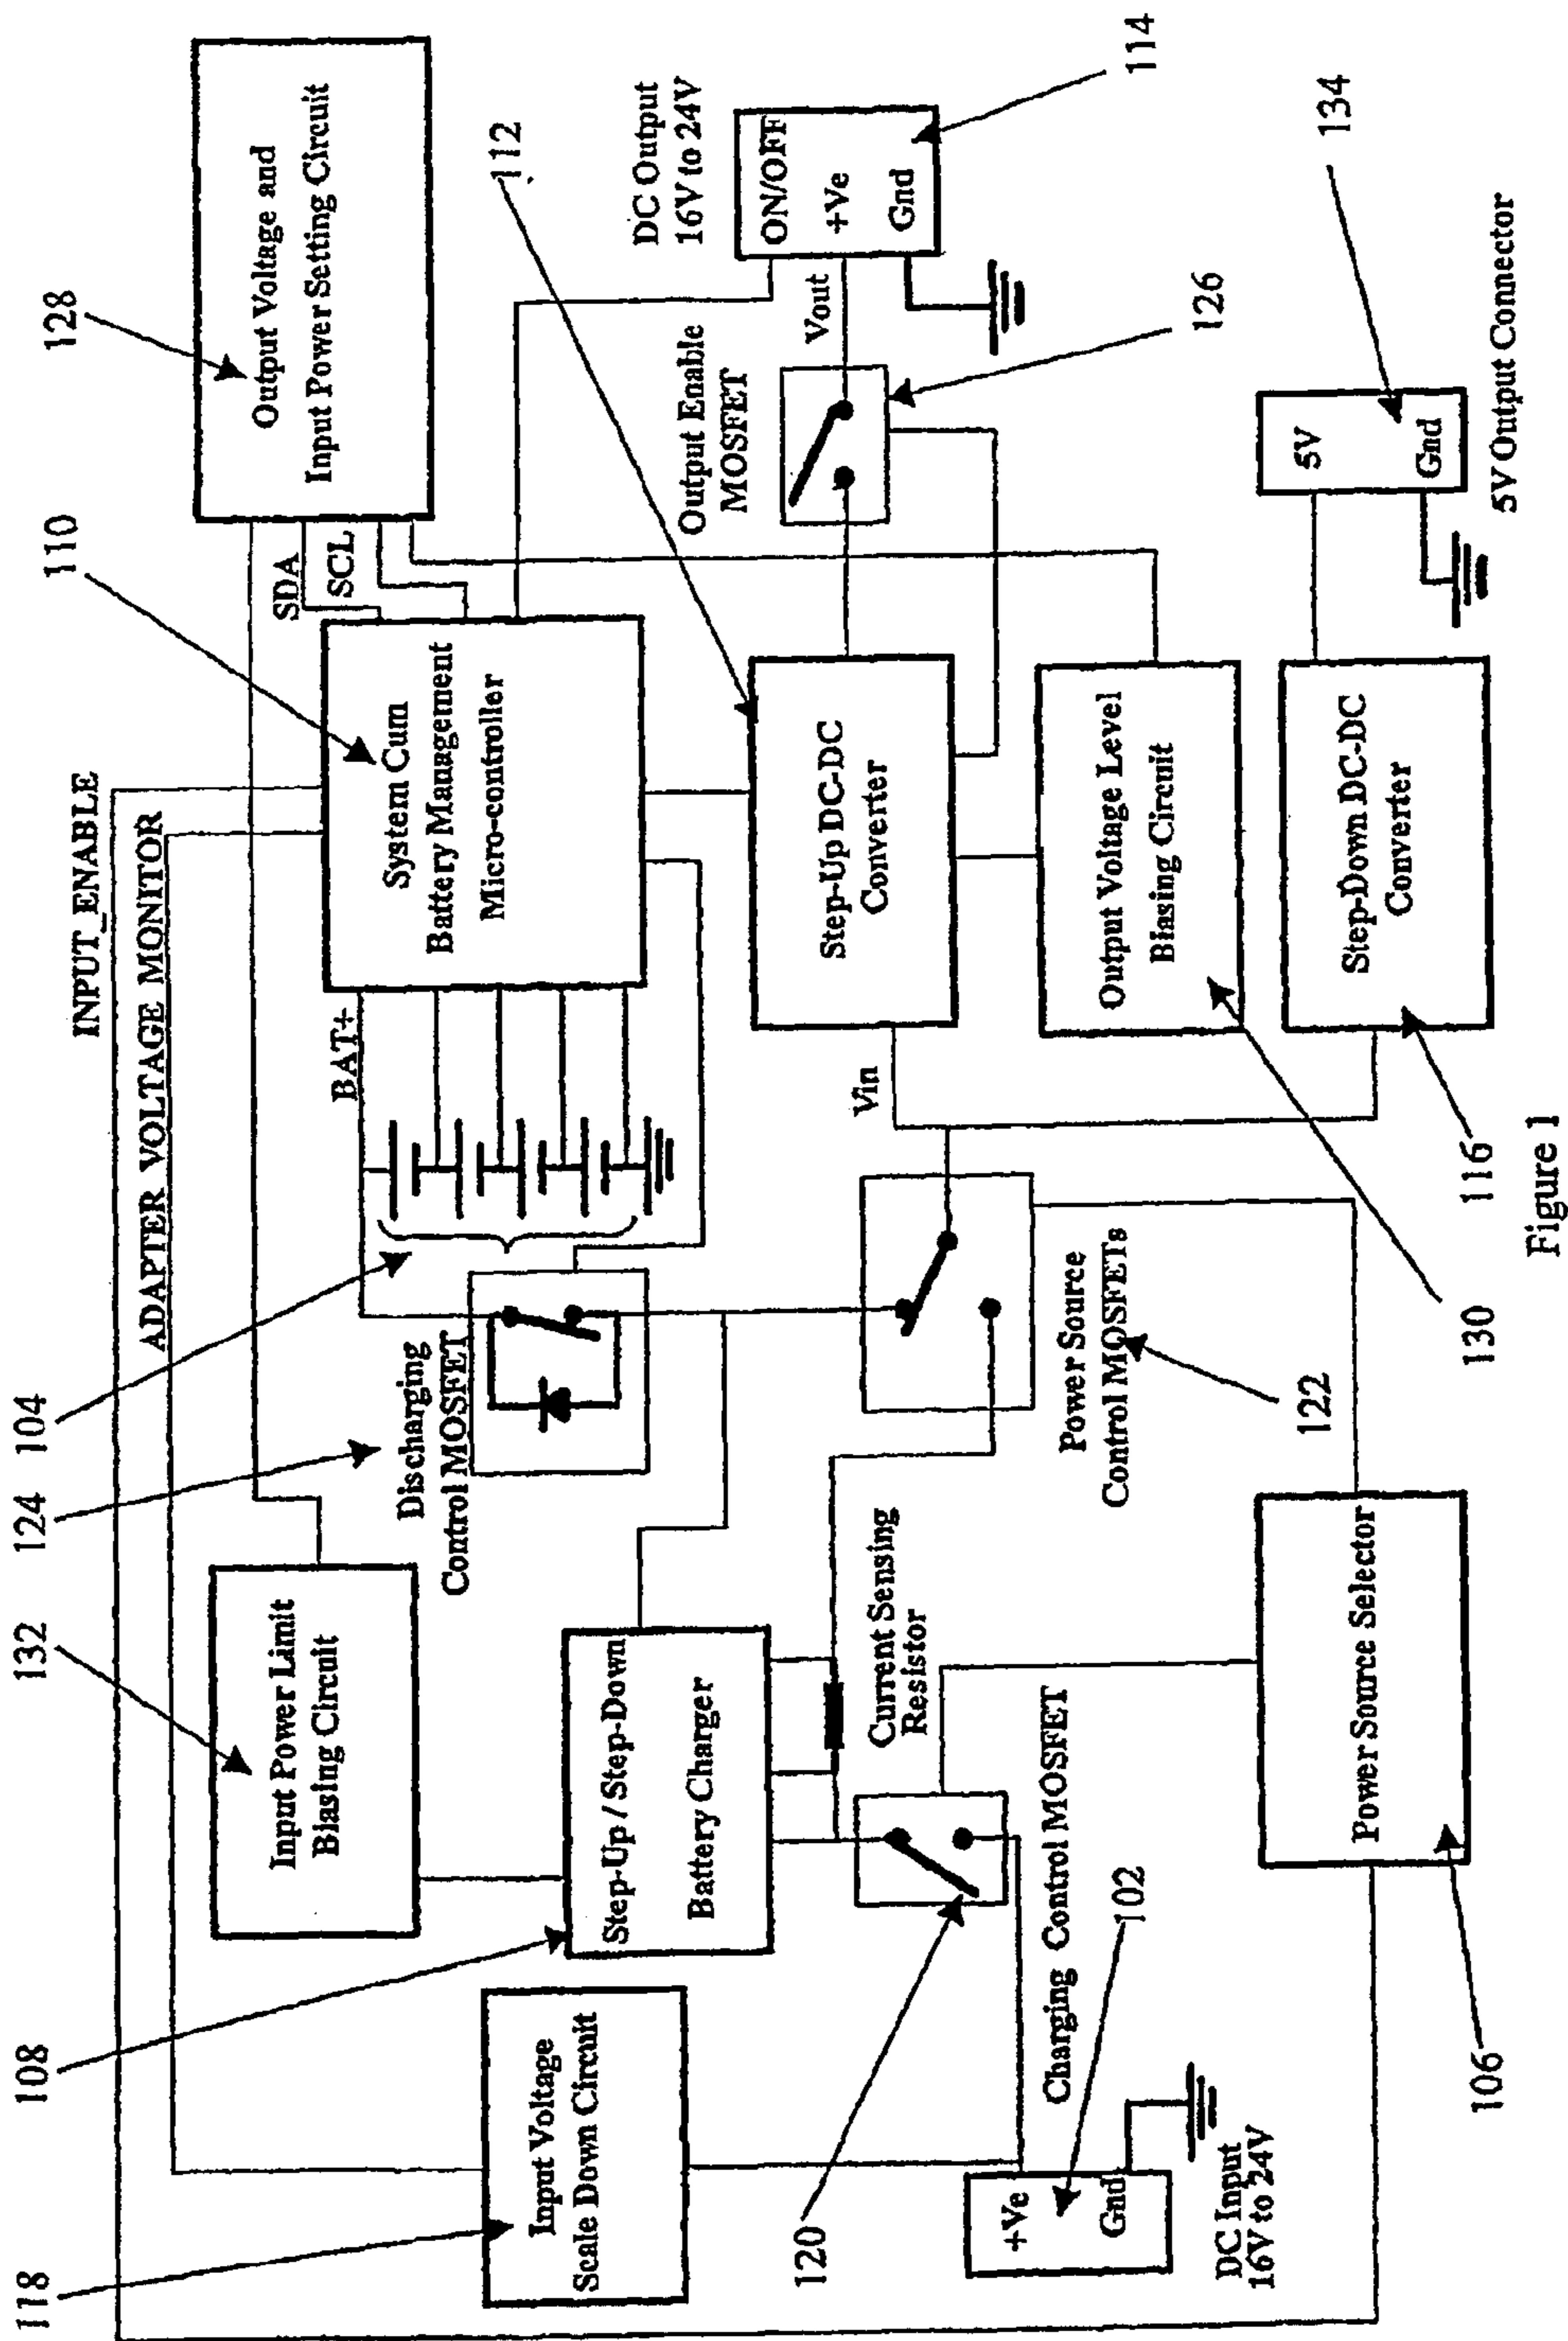 118
108
132
124
104
110
128
INPUT_ENABLE
ADAPTER VOLTAGE MONITOR
Input Voltage
Scale Down Circuit
Input Power Limit
Biasing Circuit
Step-Up / Step-Down
Battery Charger
Discharging
Control MOSFET
BAT+
System Cum
Battery Management
Micro-controller
SDA
SCL
Output Voltage and
Input Power Setting Circuit
120
+Ve
Gnd
DC Input
16V to 24V
102
Charging Control MOSFET
Current Sensing
Resistor
Power Source
Control MOSFETs
122
Power Source Selector
106
Vin
Step-Up DC-DC
Converter
112
Output Enable
MOSFET
Vout
126
DC Output
16V to 24V
ON/OFF
+Ve
Gnd
114
Output Voltage Level
Biasing Circuit
130
Step-Down DC-DC
Converter
116
5V
Gnd
134
5V Output Connector
Figure 1